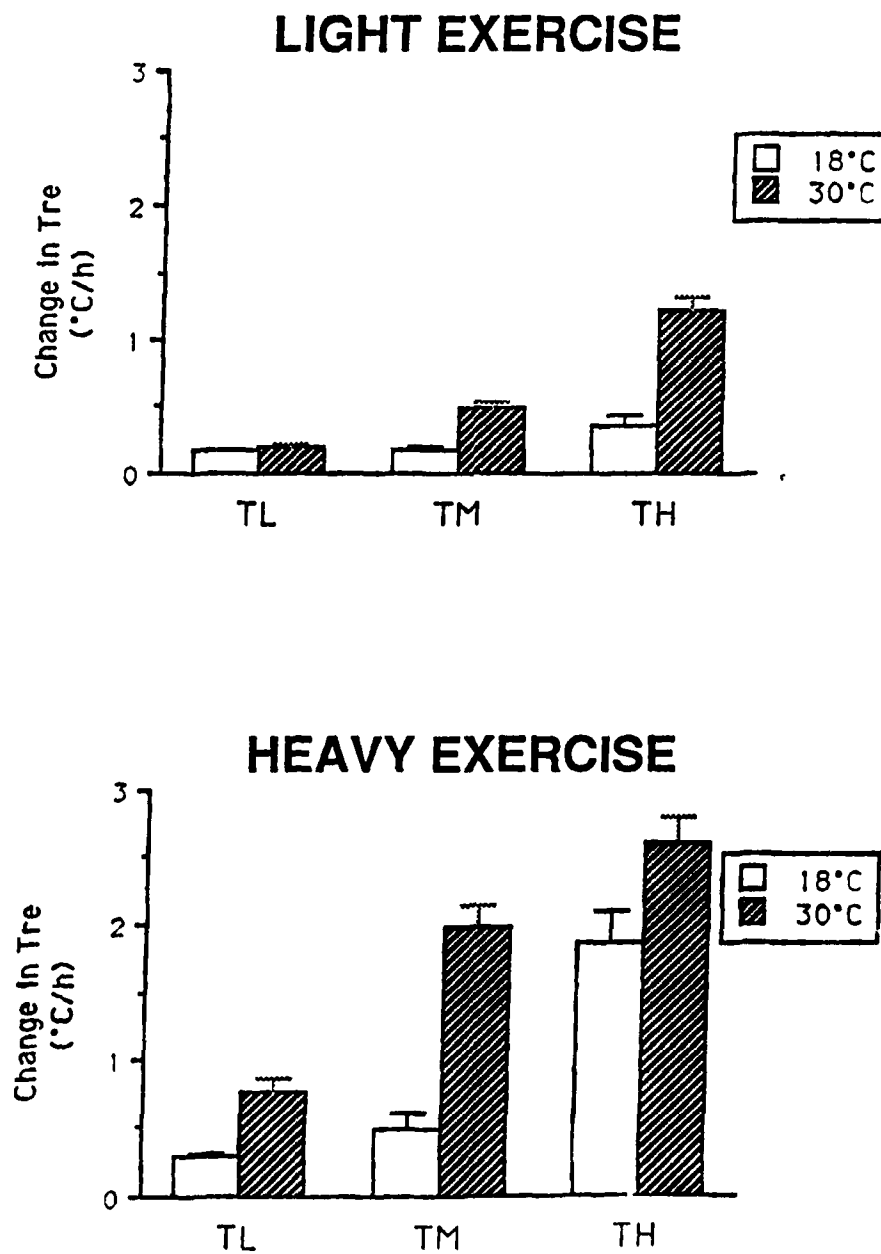 LIGHT EXERCISE
3
2
1
0
Change in Tre
(°C/h)
18°C
30°C
TL TM TH
HEAVY EXERCISE
3
2
1
0
Change in Tre
(°C/h)
18°C
30°C
TL TM TH